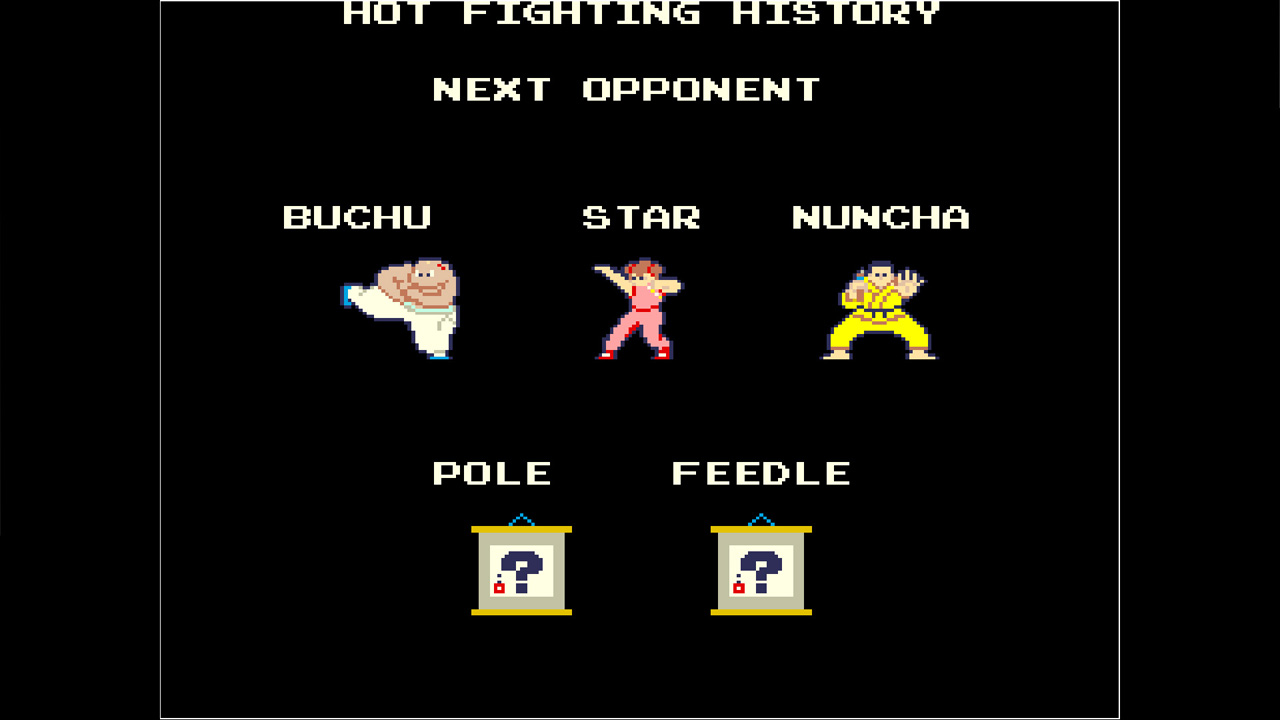 HOT FIGHTING HISTORY
NEXT OPPONENT
BUCHU STAR NUNCHA
POLE FEEDLE
? ?